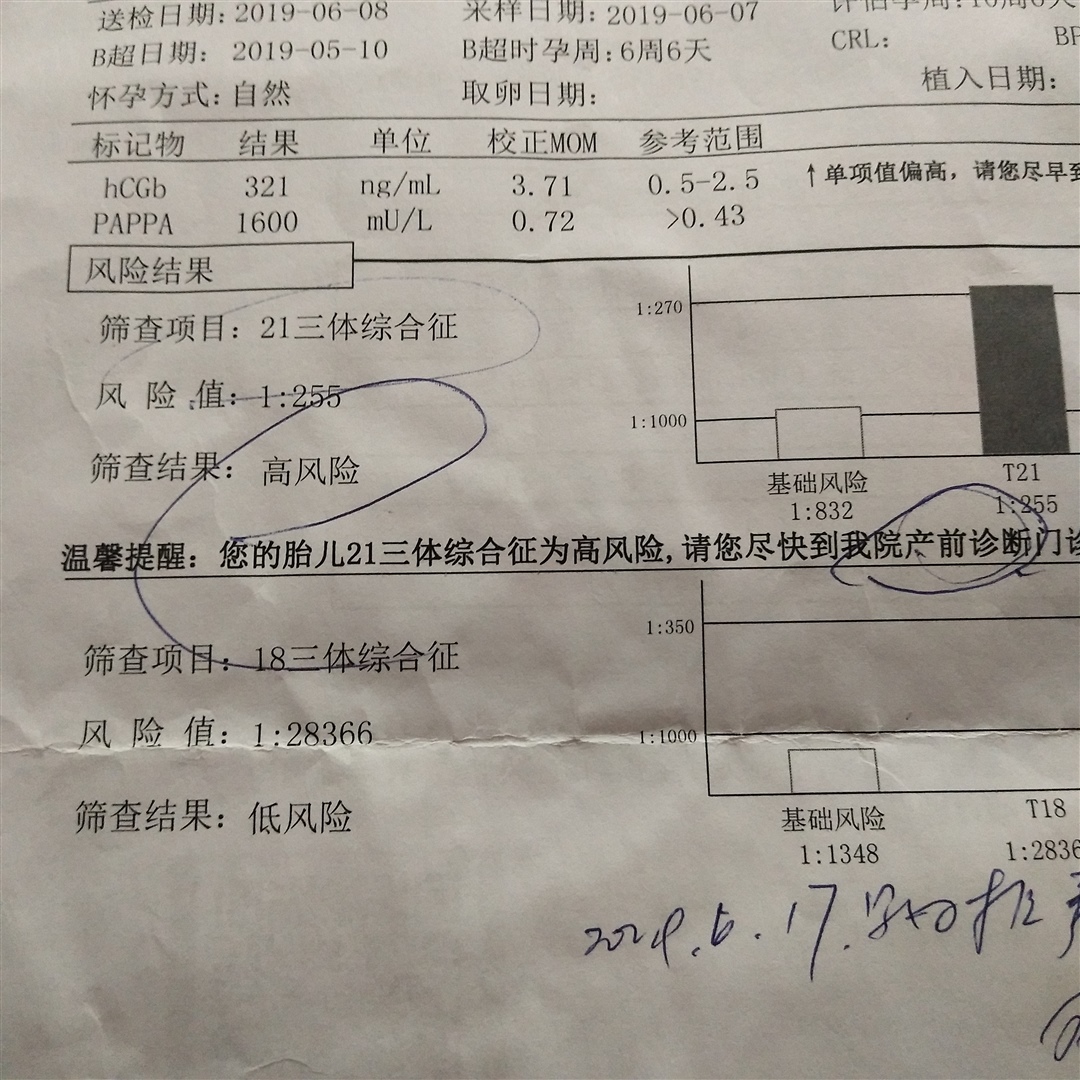 送检日期: 2019-06-08 采样日期: 2019-06-07
B超日期: 2019-05-10 B超时孕周: 6周6天 CRL:
怀孕方式: 自然 取卵日期: 植入日期:
标记物 结果 单位 校正MOM 参考范围
hCGb 321 ng/mL 3.71 0.5-2.5 ↑单项值偏高, 请您尽早到
PAPPA 1600 mU/L 0.72 >0.43
风险结果
筛查项目: 21三体综合征
风 险 值: 1:255
筛查结果: 高风险
1:270
1:1000
基础风险 T21
1:832 1:255
温馨提醒: 您的胎儿21三体综合征为高风险, 请您尽快到我院产前诊断门诊
筛查项目: 18三体综合征
风 险 值: 1:28366
筛查结果: 低风险
1:350
1:1000
基础风险 T18
1:1348 1:2836
6.17.